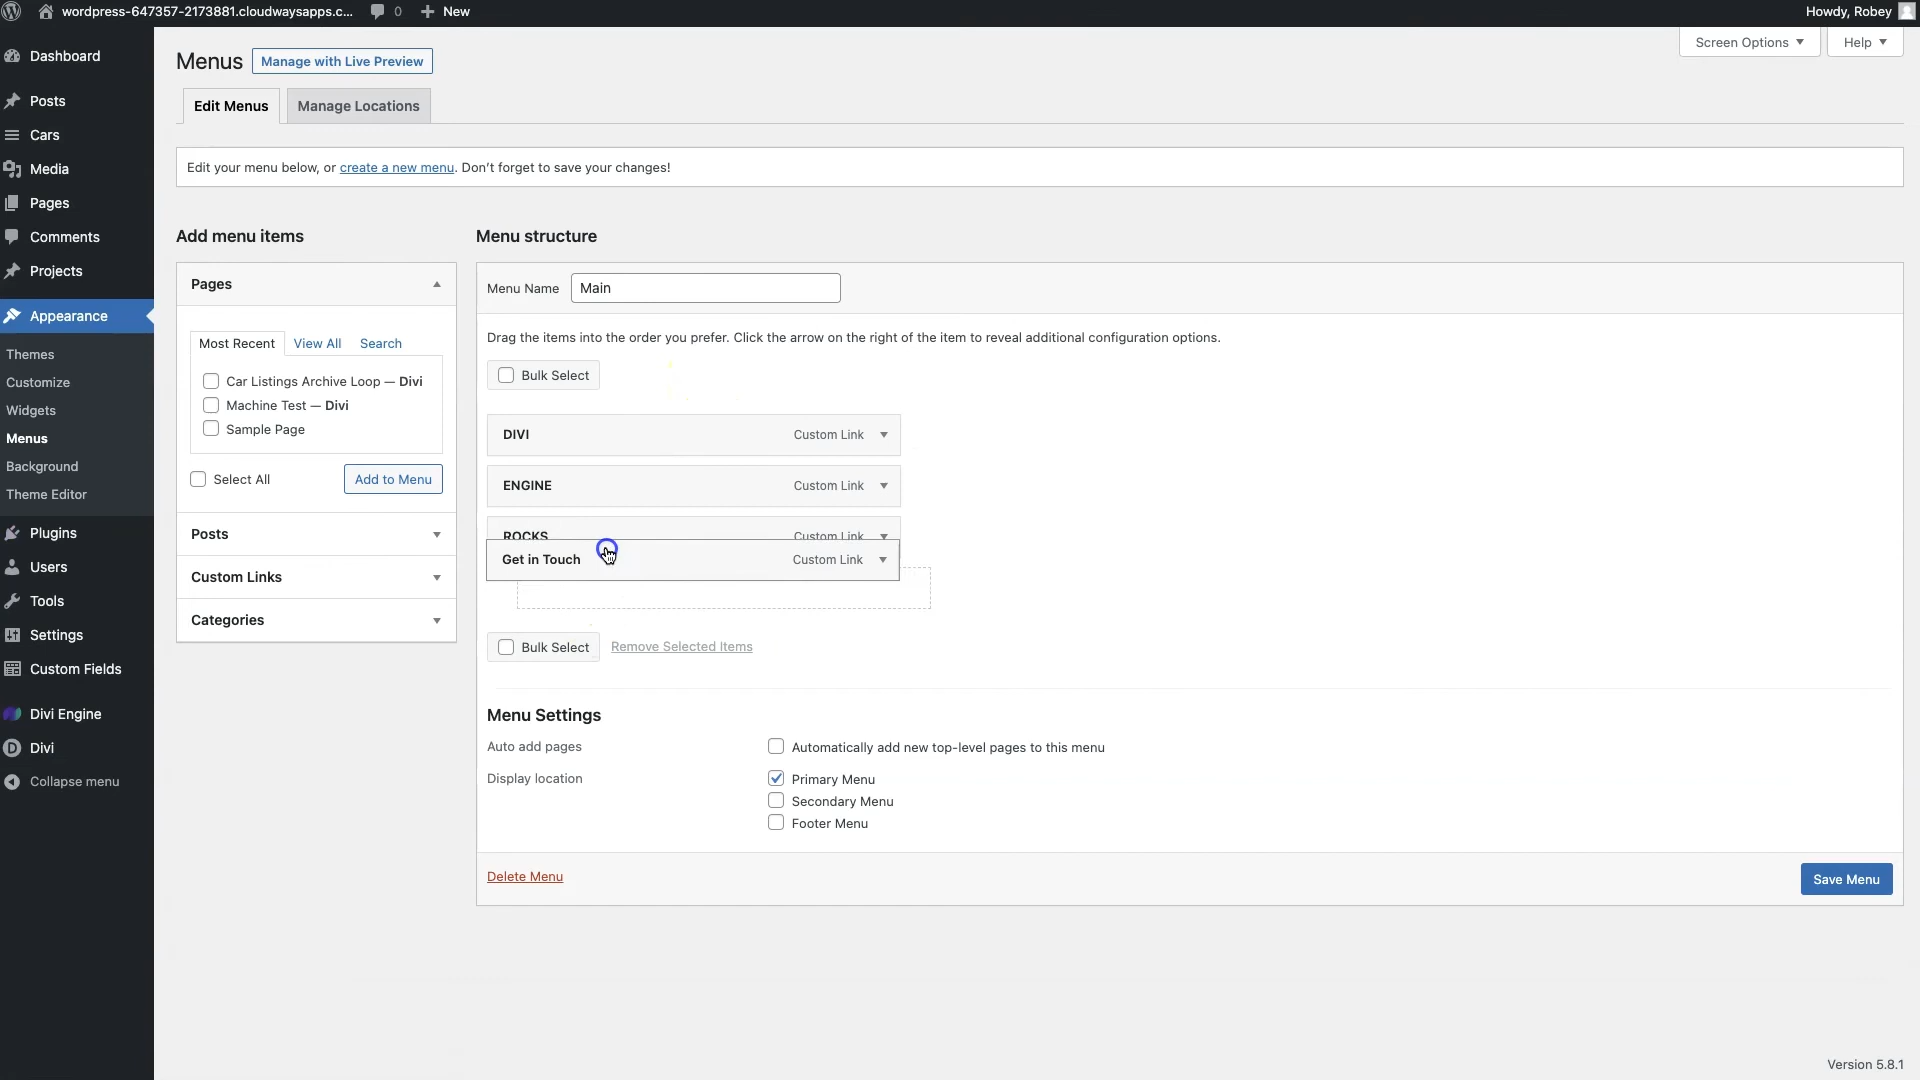 wordpress-647357-2173881.cloudwaysapps.c... 0 New Howdy, Robey
Screen Options Help
Dashboard
Posts
Cars
Media
Pages
Comments
Projects
Appearance
Themes
Customize
Widgets
Menus
Background
Theme Editor
Plugins
Users
Tools
Settings
Custom Fields
Divi Engine
Divi
Collapse menu
Menus Manage with Live Preview
Edit Menus Manage Locations
Edit your menu below, or create a new menu. Don't forget to save your changes!
Add menu items
Pages
Most Recent View All Search
Car Listings Archive Loop — Divi
Machine Test — Divi
Sample Page
Select All Add to Menu
Posts
Custom Links
Categories
Menu structure
Menu Name Main
Drag the items into the order you prefer. Click the arrow on the right of the item to reveal additional configuration options.
Bulk Select
DIVI Custom Link
ENGINE Custom Link
ROCKS Custom Link
Get in Touch Custom Link
Bulk Select Remove Selected Items
Menu Settings
Auto add pages Automatically add new top-level pages to this menu
Display location Primary Menu
Secondary Menu
Footer Menu
Delete Menu Save Menu
Version 5.8.1